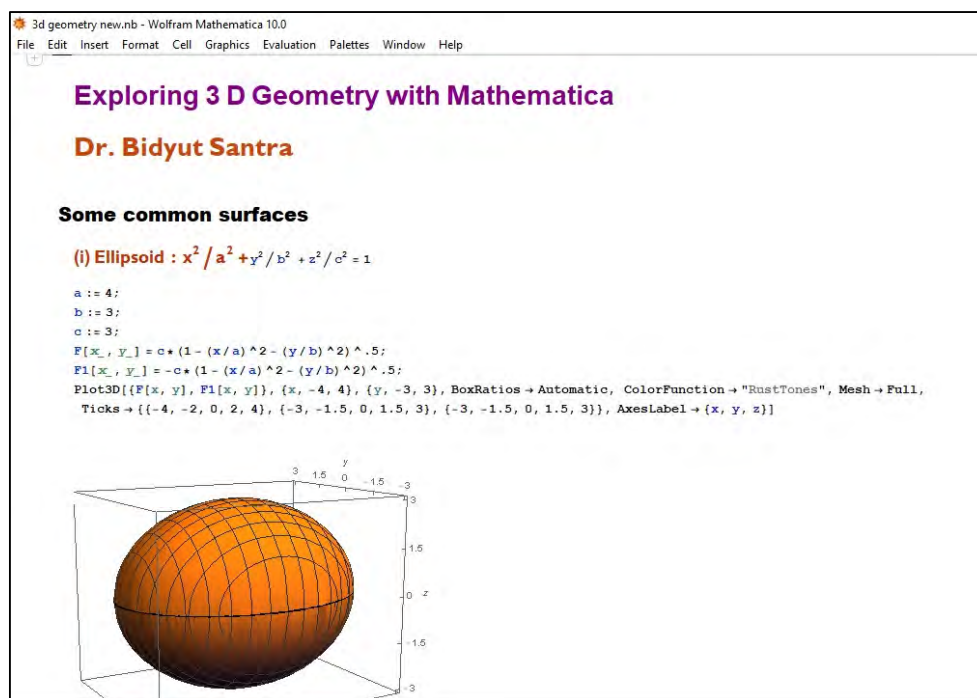 3d geometry new.nb - Wolfram Mathematica 10.0
File Edit Insert Format Cell Graphics Evaluation Palettes Window Help
Exploring 3 D Geometry with Mathematica
Dr. Bidyut Santra
Some common surfaces
(i) Ellipsoid : x²/a² + y²/b² + z²/c² = 1
a := 4;
b := 3;
c := 3;
F[x_, y_] = c * (1 - (x/a)^2 - (y/b)^2)^.5;
F1[x_, y_] = -c * (1 - (x/a)^2 - (y/b)^2)^.5;
Plot3D[{F[x, y], F1[x, y]}, {x, -4, 4}, {y, -3, 3}, BoxRatios → Automatic, ColorFunction → "RustTones", Mesh → Full,
Ticks → {{-4, -2, 0, 2, 4}, {-3, -1.5, 0, 1.5, 3}, {-3, -1.5, 0, 1.5, 3}}, AxesLabel → {x, y, z}]
y
3 1.5 0 -1.5 -3
3
1.5
0 z
-1.5
-3